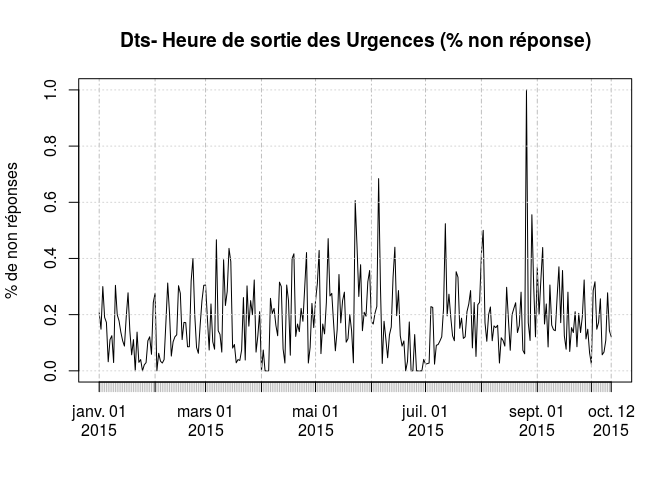 Dts- Heure de sortie des Urgences (% non réponse)
% de non réponses
1.0
0.8
0.6
0.4
0.2
0.0
janv. 01 mars 01 mai 01 juil. 01 sept. 01 oct. 12
2015 2015 2015 2015 2015 2015